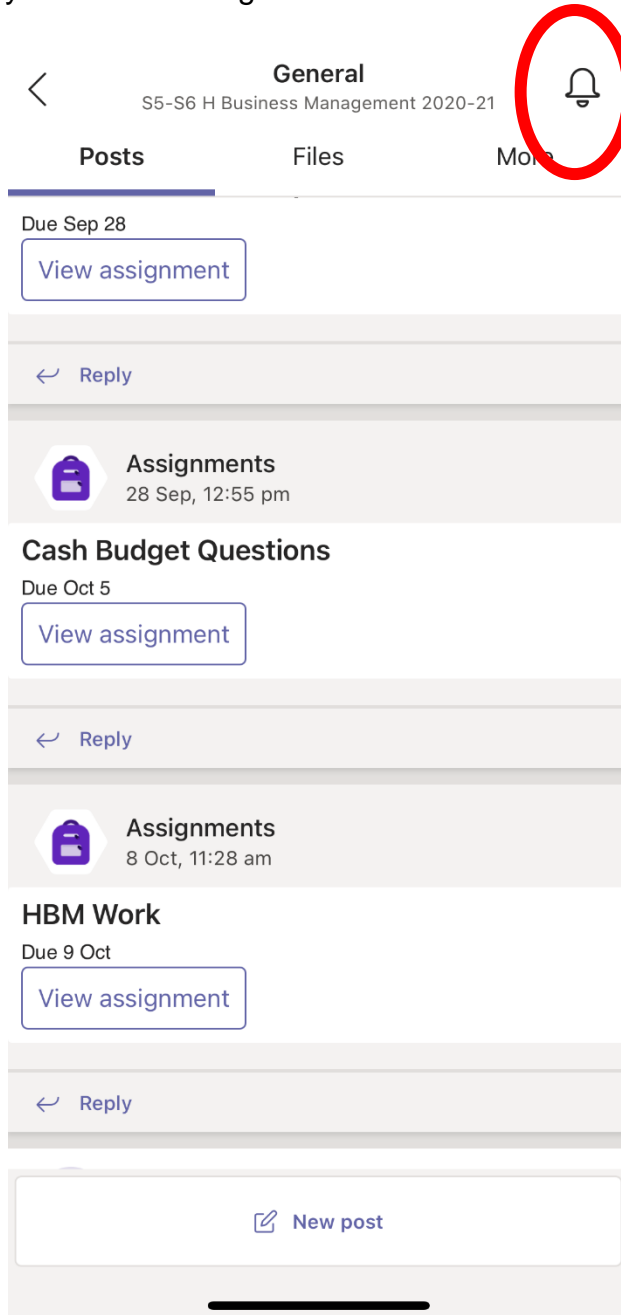 General
S5-S6 H Business Management 2020-21
Posts Files More
Due Sep 28
View assignment
Reply
Assignments
28 Sep, 12:55 pm
Cash Budget Questions
Due Oct 5
View assignment
Reply
Assignments
8 Oct, 11:28 am
HBM Work
Due 9 Oct
View assignment
Reply
New post